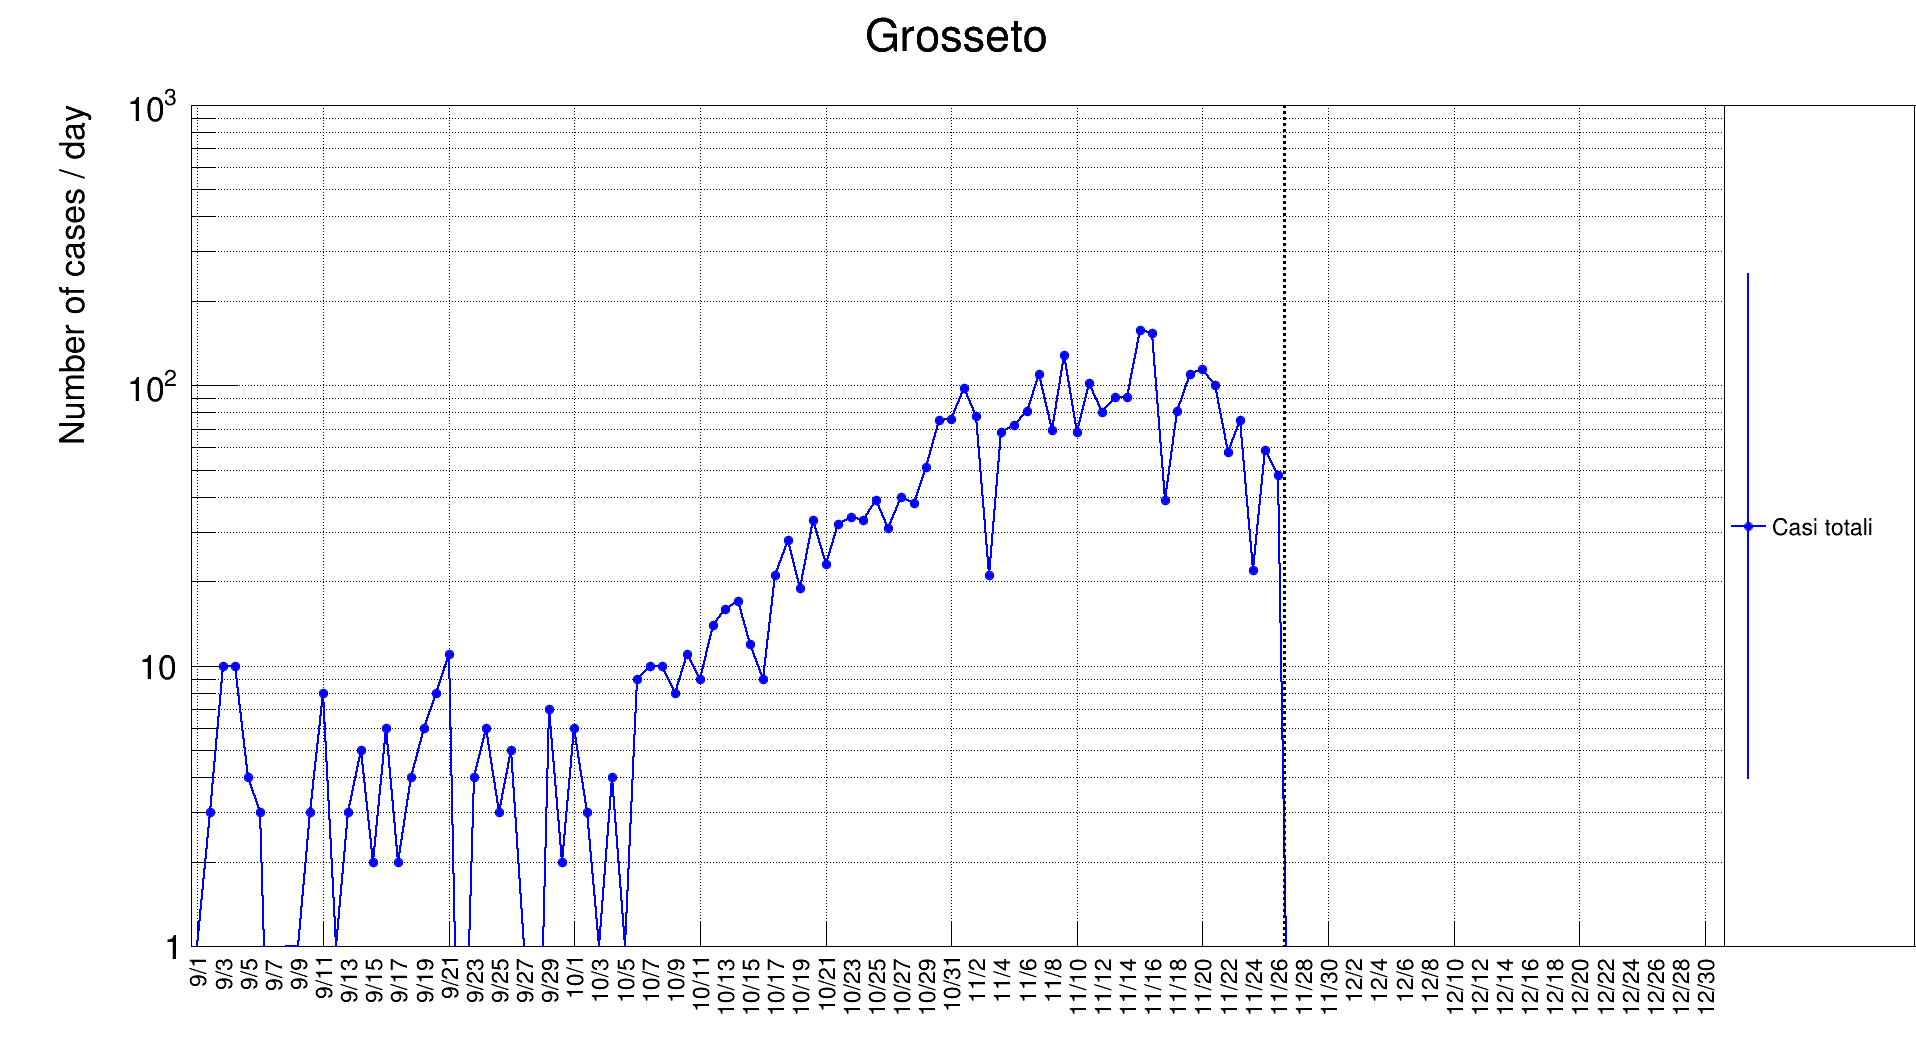 Grosseto
Number of cases / day
10³
10²
10
1
9/1 9/3 9/5 9/7 9/9 9/11 9/13 9/15 9/17 9/19 9/21 9/23 9/25 9/27 9/29 10/1 10/3 10/5 10/7 10/9 10/11 10/13 10/15 10/17 10/19 10/21 10/23 10/25 10/27 10/29 10/31 11/2 11/4 11/6 11/8 11/10 11/12 11/14 11/16 11/18 11/20 11/22 11/24 11/26 11/28 11/30 12/2 12/4 12/6 12/8 12/10 12/12 12/14 12/16 12/18 12/20 12/22 12/24 12/26 12/28 12/30
Casi totali